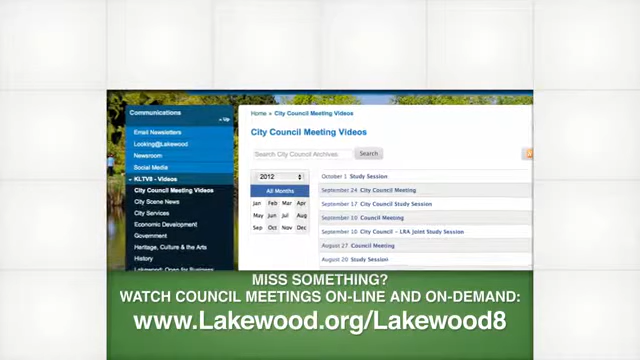 Communications
▲ Up
Email Newsletters
Looking@Lakewood
Newsroom
Social Media
KLTV8 - Videos
City Council Meeting Videos
City Scene News
City Services
Economic Development
Government
Heritage, Culture & the Arts
History
Lakewood: Open for Business
Home » City Council Meeting Videos
City Council Meeting Videos
Search City Council Archives
Search
2012
All Months
Jan Feb Mar Apr
May Jun Jul Aug
Sep Oct Nov Dec
October 1 Study Session
September 24 City Council Meeting
September 17 City Council Study Session
September 10 Council Meeting
September 10 City Council - LRA Joint Study Session
August 27 Council Meeting
August 20 Study Session
MISS SOMETHING?
WATCH COUNCIL MEETINGS ON-LINE AND ON-DEMAND:
www.Lakewood.org/Lakewood8